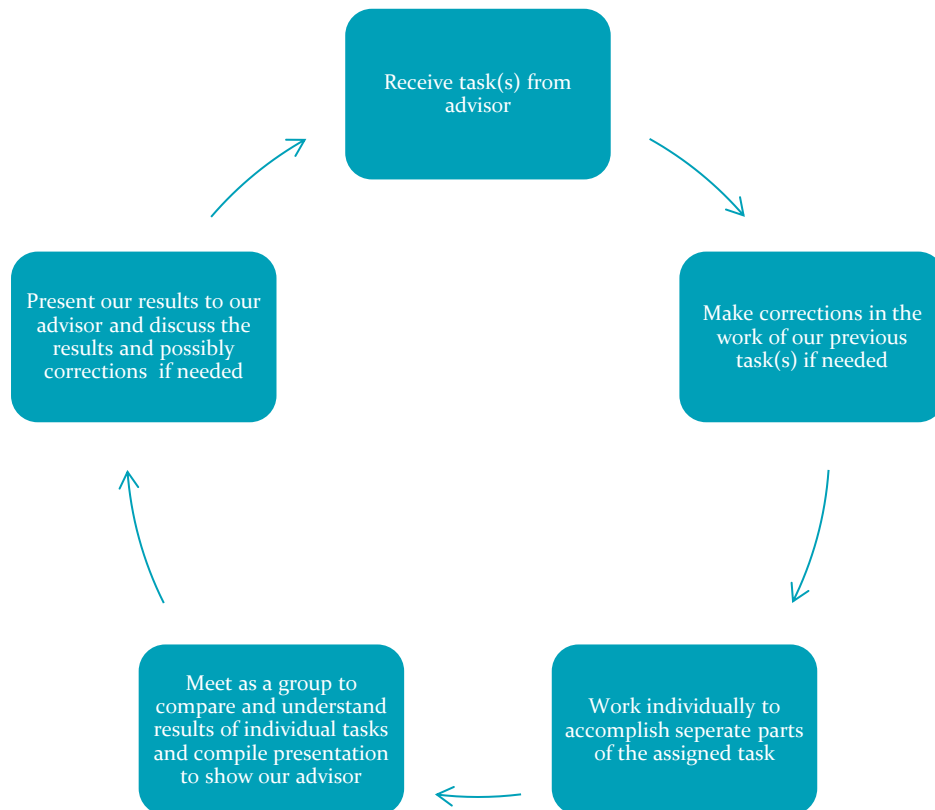 Receive task(s) from
advisor
Make corrections in the
work of our previous
task(s) if needed
Work individually to
accomplish seperate parts
of the assigned task
Meet as a group to
compare and understand
results of individual tasks
and compile presentation
to show our advisor
Present our results to our
advisor and discuss the
results and possibly
corrections  if needed